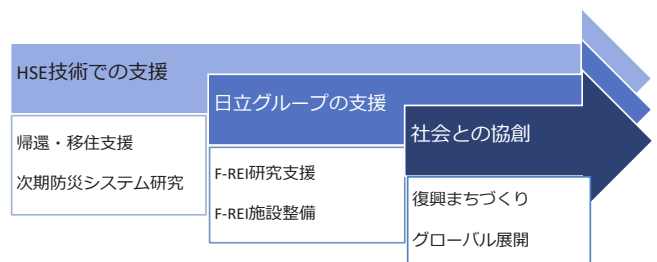 HSE技術での支援
帰還・移住支援
次期防災システム研究
日立グループの支援
F-REI研究支援
F-REI施設整備
社会との協創
復興まちづくり
グローバル展開